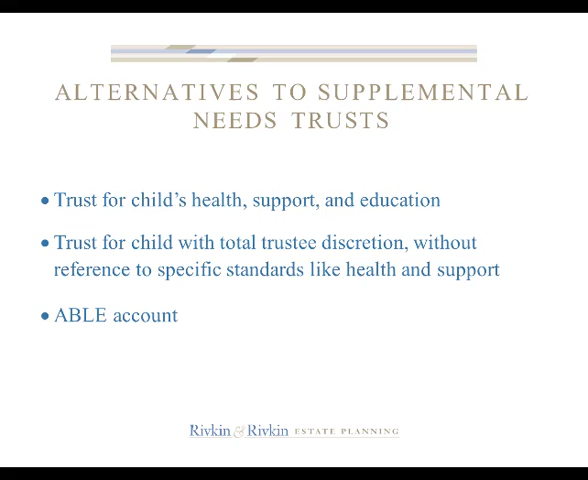 ALTERNATIVES TO SUPPLEMENTAL
NEEDS TRUSTS
• Trust for child's health, support, and education
• Trust for child with total trustee discretion, without
reference to specific standards like health and support
• ABLE account
Rivkin & Rivkin ESTATE PLANNING